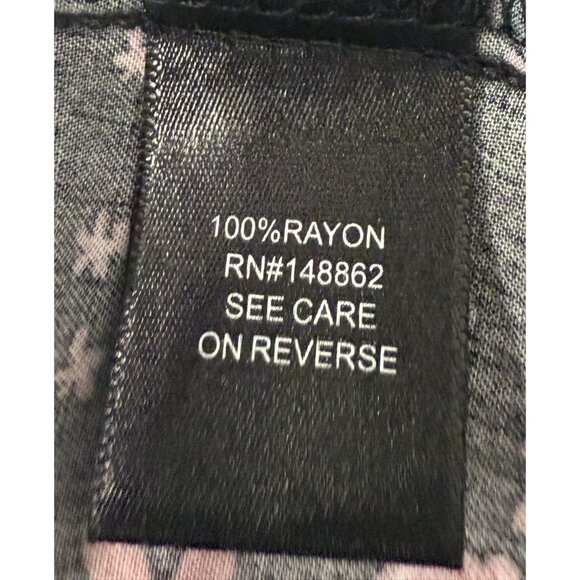 100%RAYON
RN#148862
SEE CARE
ON REVERSE